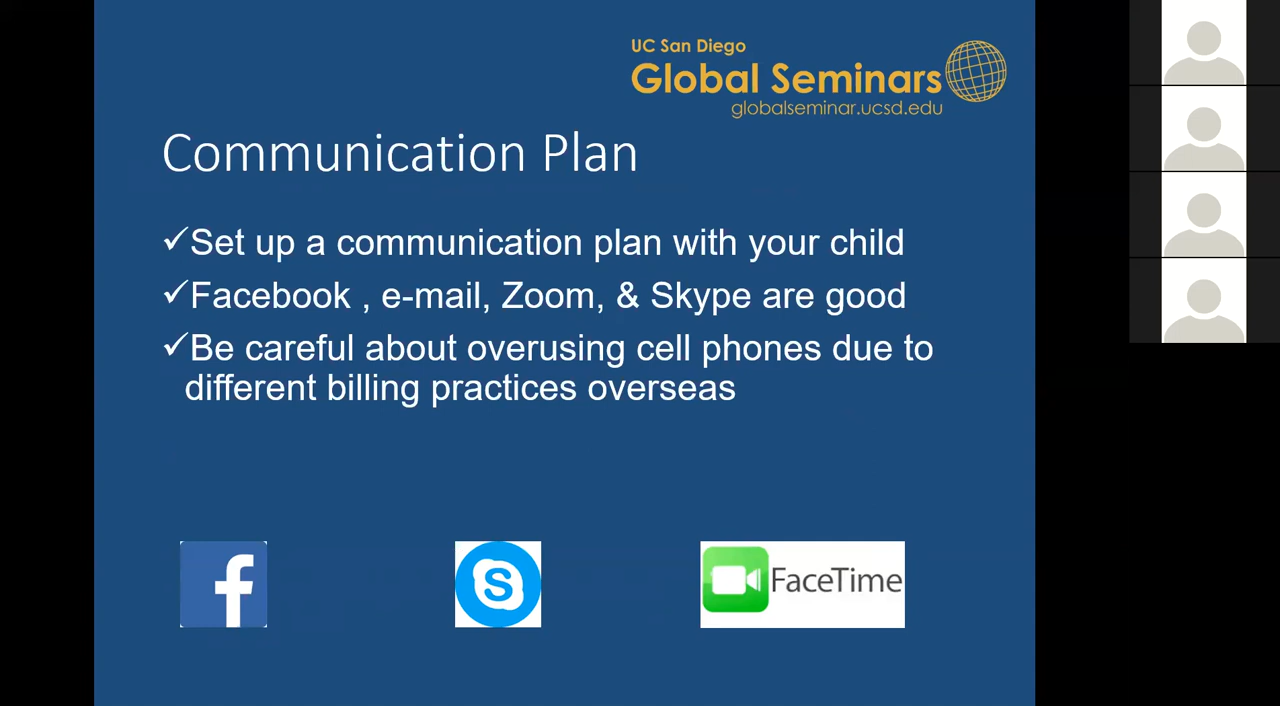 UC San Diego
Global Seminars
globalseminar.ucsd.edu
Communication Plan
✓Set up a communication plan with your child
✓Facebook , e-mail, Zoom, & Skype are good
✓Be careful about overusing cell phones due to
different billing practices overseas
f
S
FaceTime